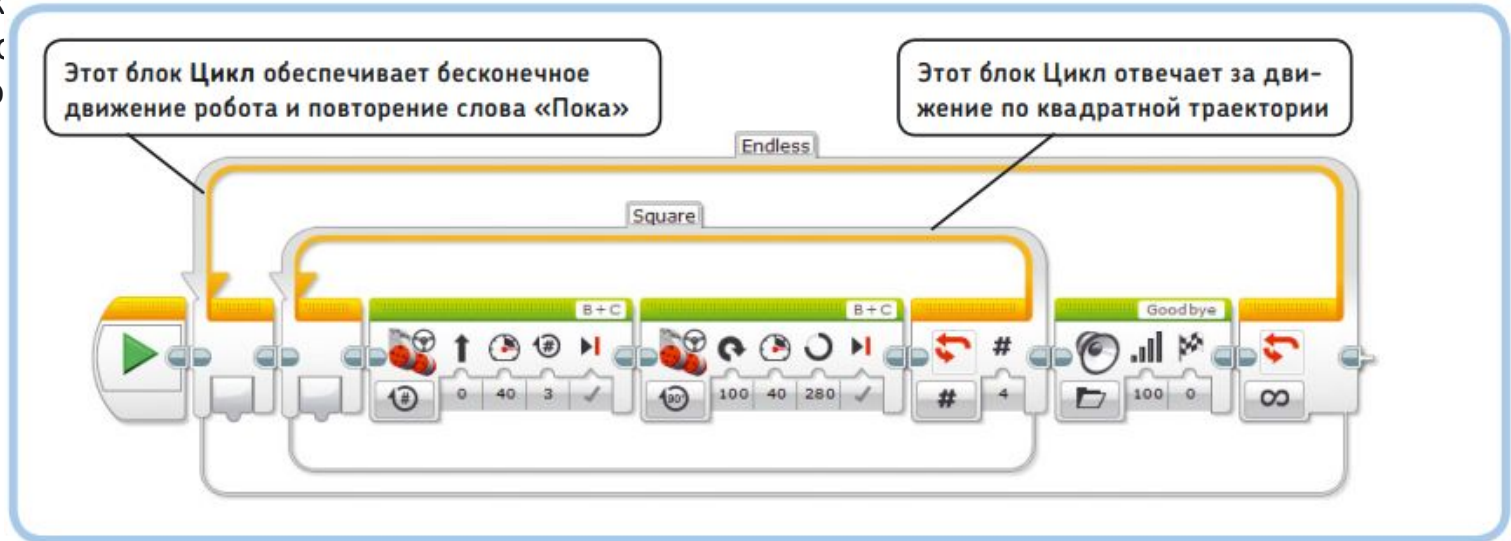 Этот блок Цикл обеспечивает бесконечное
движение робота и повторение слова «Пока»
Этот блок Цикл отвечает за дви-
жение по квадратной траектории
Endless
Square
B+C
B+C
Goodbye
#
#
0 40 3
90°
100 40 280
#
#
4
100 0
∞